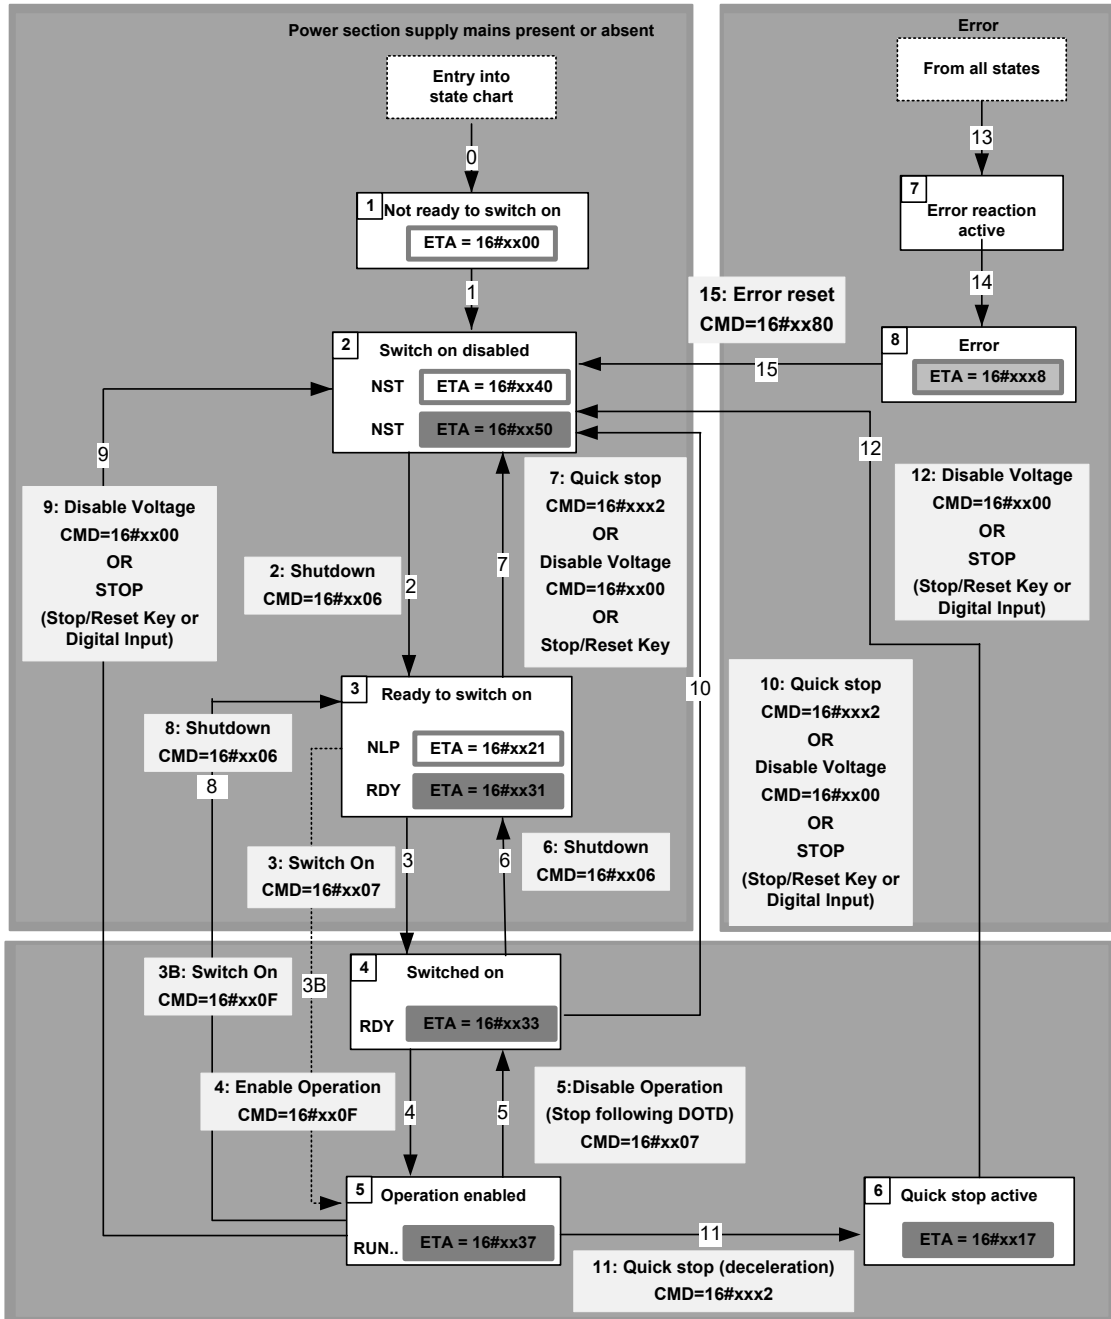 Power section supply mains present or absent
Entry into
state chart
0
1
Not ready to switch on
ETA = 16#xx00
1
2
Switch on disabled
NST
ETA = 16#xx40
NST
ETA = 16#xx50
9
9: Disable Voltage
CMD=16#xx00
OR
STOP
(Stop/Reset Key or
Digital Input)
2: Shutdown
CMD=16#xx06
2
7
7: Quick stop
CMD=16#xxx2
OR
Disable Voltage
CMD=16#xx00
OR
Stop/Reset Key
3
Ready to switch on
NLP
ETA = 16#xx21
RDY
ETA = 16#xx31
8: Shutdown
CMD=16#xx06
8
3: Switch On
CMD=16#xx07
3
6
6: Shutdown
CMD=16#xx06
Error
From all states
13
7
Error reaction
active
14
15: Error reset
CMD=16#xx80
8
Error
ETA = 16#xxx8
15
12
12: Disable Voltage
CMD=16#xx00
OR
STOP
(Stop/Reset Key or
Digital Input)
10
10: Quick stop
CMD=16#xxx2
OR
Disable Voltage
CMD=16#xx00
OR
STOP
(Stop/Reset Key or
Digital Input)
3B: Switch On
CMD=16#xx0F
3B
4
Switched on
RDY
ETA = 16#xx33
4: Enable Operation
CMD=16#xx0F
4
5
5:Disable Operation
(Stop following DOTD)
CMD=16#xx07
5
Operation enabled
RUN..
ETA = 16#xx37
11
11: Quick stop (deceleration)
CMD=16#xxx2
6
Quick stop active
ETA = 16#xx17